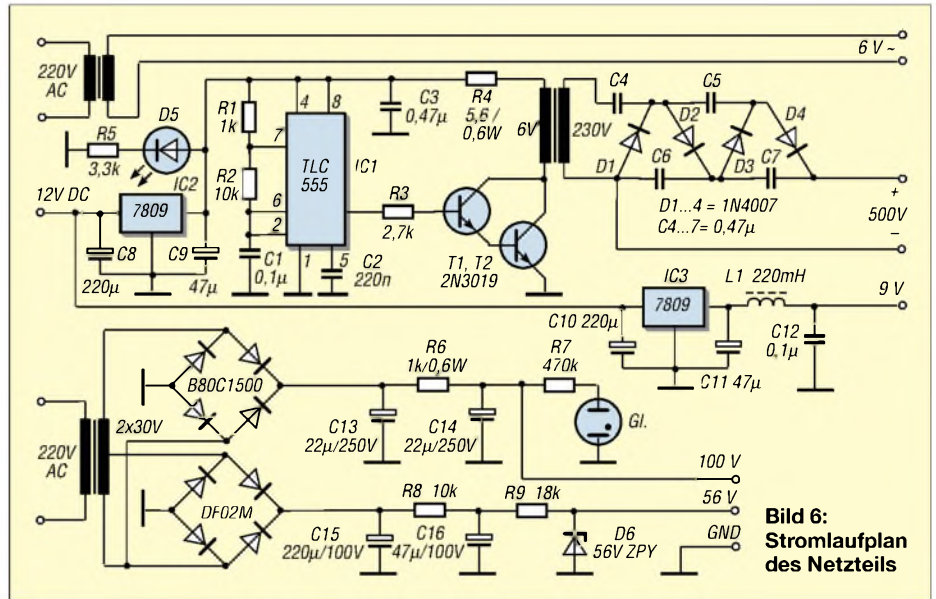 6 V ~
220V
AC
R5
3,3k
D5
12V DC
IC2
7809
C8
220µ
C9
47µ
R1
1k
R2
10k
C1
0,1µ
7
6
2
4
8
1
5
TLC
555
IC1
C2
220n
C3
0,47µ
R4
5,6 /
0,6W
R3
2,7k
T1, T2
2N3019
6V
230V
C4
C5
D1
D2
D3
D4
C6
C7
D1...4 = 1N4007
C4...7= 0,47µ
+
500V
–
IC3
7809
L1 220mH
9 V
C10 220µ
C11 47µ
C12
0,1µ
220V
AC
2x30V
B80C1500
DF02M
C13
22µ/250V
R6
1k/0,6W
C14
22µ/250V
R7
470k
Gl.
100 V
C15
220µ/100V
R8 10k
C16
47µ/100V
R9 18k
D6
56V ZPY
56 V
GND
Bild 6:
Stromlaufplan
des Netzteils